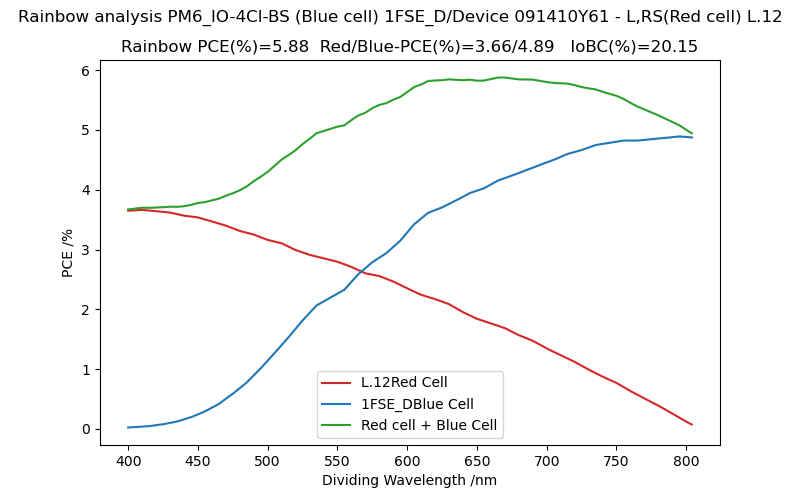 Rainbow analysis PM6_IO-4Cl-BS (Blue cell) 1FSE_D/Device 091410Y61 - L,RS(Red cell) L.12
Rainbow PCE(%)=5.88  Red/Blue-PCE(%)=3.66/4.89   IoBC(%)=20.15
6
5
4
3
2
1
0
PCE /%
L.12Red Cell
1FSE_DBlue Cell
Red cell + Blue Cell
400 450 500 550 600 650 700 750 800
Dividing Wavelength /nm